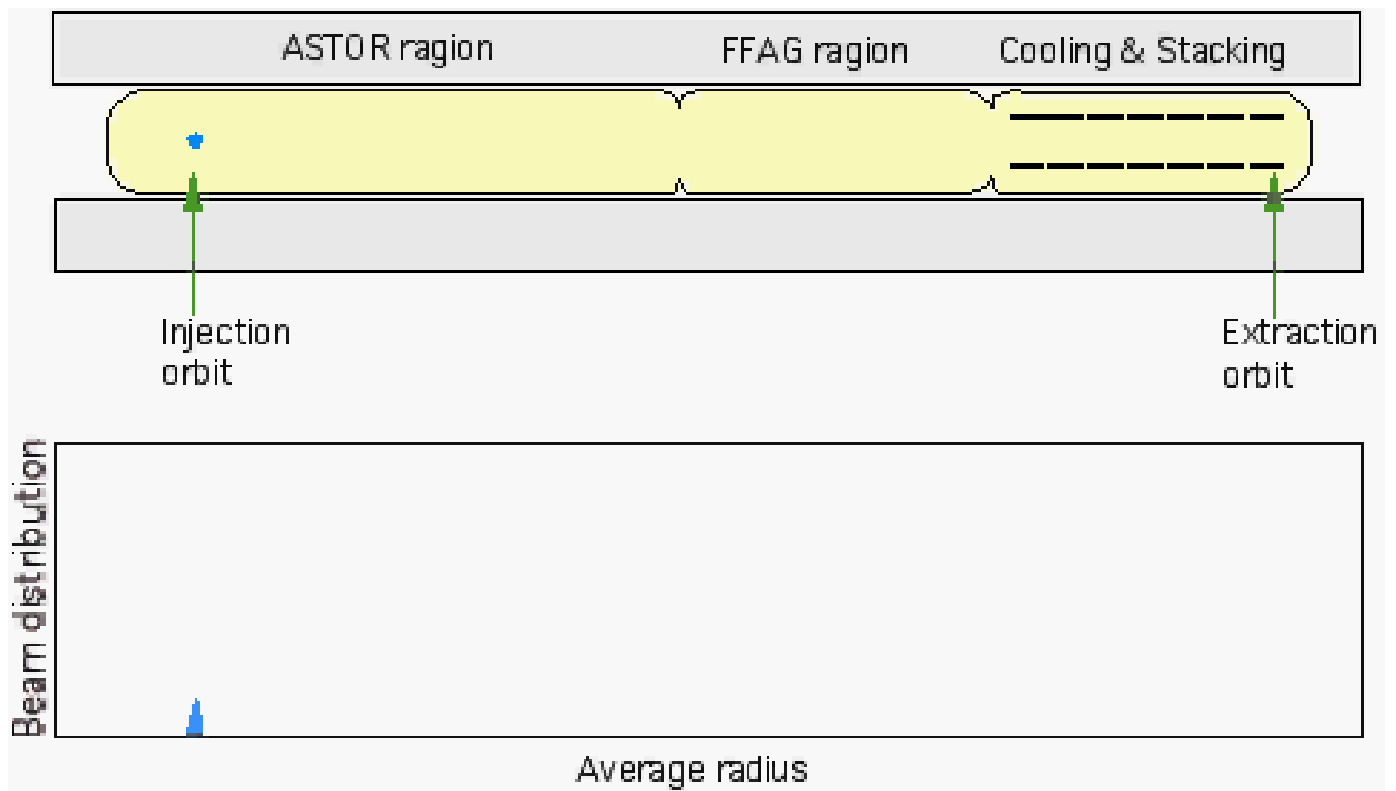 ASTOR ragion
FFAG ragion
Cooling & Stacking
Injection
orbit
Extraction
orbit
Beam distribution
Average radius